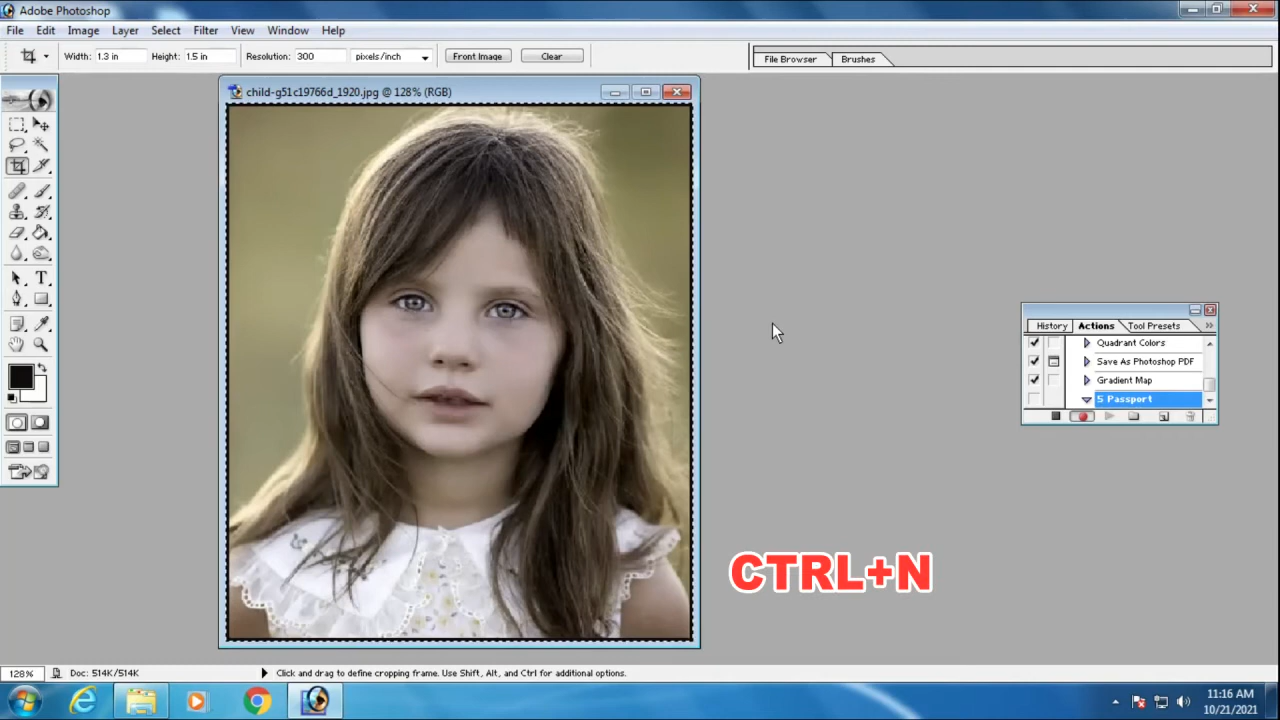 Adobe Photoshop
File Edit Image Layer Select Filter View Window Help
Width: 1.3 in Height: 1.5 in Resolution: 300 pixels/inch Front Image Clear File Browser Brushes
child-g51c19766d_1920.jpg @ 128% (RGB)
History Actions Tool Presets
Quadrant Colors
Save As Photoshop PDF
Gradient Map
5 Passport
CTRL+N
128% Doc: 514K/514K Click and drag to define cropping frame. Use Shift, Alt, and Ctrl for additional options.
11:16 AM
10/21/2021